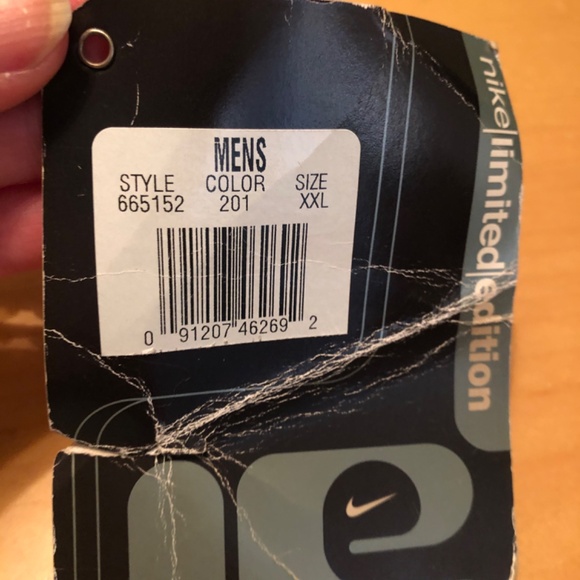 MENS
STYLE COLOR SIZE
665152 201 XXL
0 91207 46269 2
nike|limited|edition